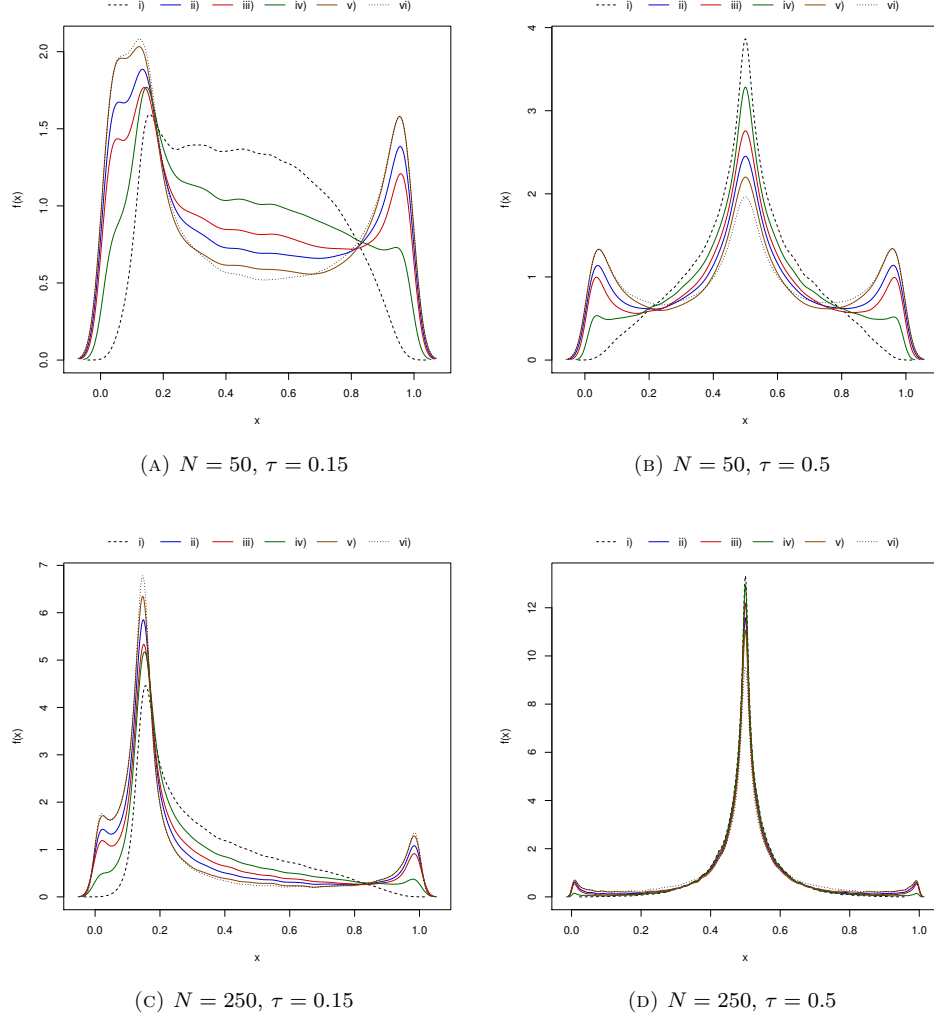 i) ii) iii) iv) v) vi)
i) ii) iii) iv) v) vi)
2.0
1.5
1.0
0.5
0.0
f(x)
0.0 0.2 0.4 0.6 0.8 1.0
x
4
3
2
1
0
f(x)
0.0 0.2 0.4 0.6 0.8 1.0
x
(A) N = 50, τ = 0.15
(B) N = 50, τ = 0.5
i) ii) iii) iv) v) vi)
i) ii) iii) iv) v) vi)
7
6
5
4
3
2
1
0
f(x)
0.0 0.2 0.4 0.6 0.8 1.0
x
12
10
8
6
4
2
0
f(x)
0.0 0.2 0.4 0.6 0.8 1.0
x
(C) N = 250, τ = 0.15
(D) N = 250, τ = 0.5